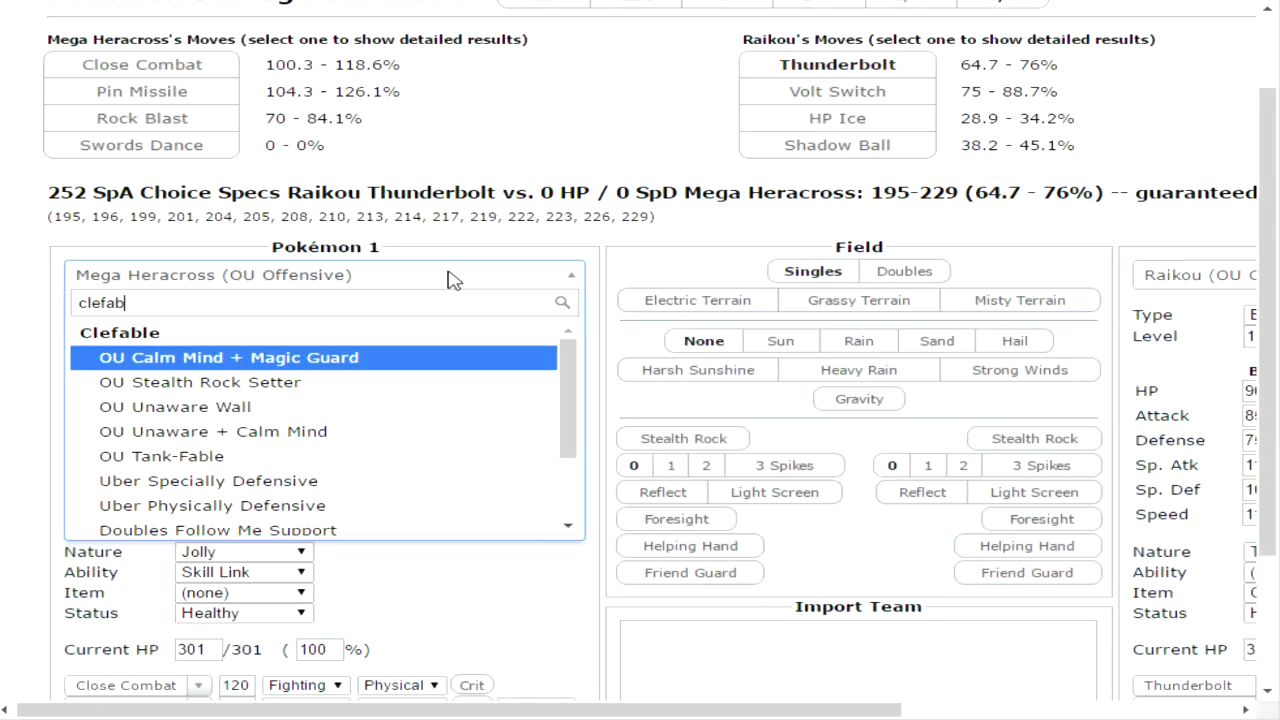 Mega Heracross's Moves (select one to show detailed results)
Close Combat 100.3 - 118.6%
Pin Missile 104.3 - 126.1%
Rock Blast 70 - 84.1%
Swords Dance 0 - 0%
Raikou's Moves (select one to show detailed results)
Thunderbolt 64.7 - 76%
Volt Switch 75 - 88.7%
HP Ice 28.9 - 34.2%
Shadow Ball 38.2 - 45.1%
252 SpA Choice Specs Raikou Thunderbolt vs. 0 HP / 0 SpD Mega Heracross: 195-229 (64.7 - 76%) -- guaranteed
(195, 196, 199, 201, 204, 205, 208, 210, 213, 214, 217, 219, 222, 223, 226, 229)
Pokémon 1
Mega Heracross (OU Offensive)
clefab
Clefable
OU Calm Mind + Magic Guard
OU Stealth Rock Setter
OU Unaware Wall
OU Unaware + Calm Mind
OU Tank-Fable
Uber Specially Defensive
Uber Physically Defensive
Doubles Follow Me Support
Nature Jolly
Ability Skill Link
Item (none)
Status Healthy
Current HP 301 /301 ( 100 %)
Close Combat 120 Fighting Physical Crit
Field
Singles Doubles
Electric Terrain Grassy Terrain Misty Terrain
None Sun Rain Sand Hail
Harsh Sunshine Heavy Rain Strong Winds
Gravity
Stealth Rock Stealth Rock
0 1 2 3 Spikes 0 1 2 3 Spikes
Reflect Light Screen Reflect Light Screen
Foresight Foresight
Helping Hand Helping Hand
Friend Guard Friend Guard
Import Team
Raikou (OU
Type
Level
HP
Attack
Defense
Sp. Atk
Sp. Def
Speed
Nature
Ability
Item
Status
Current HP
Thunderbolt